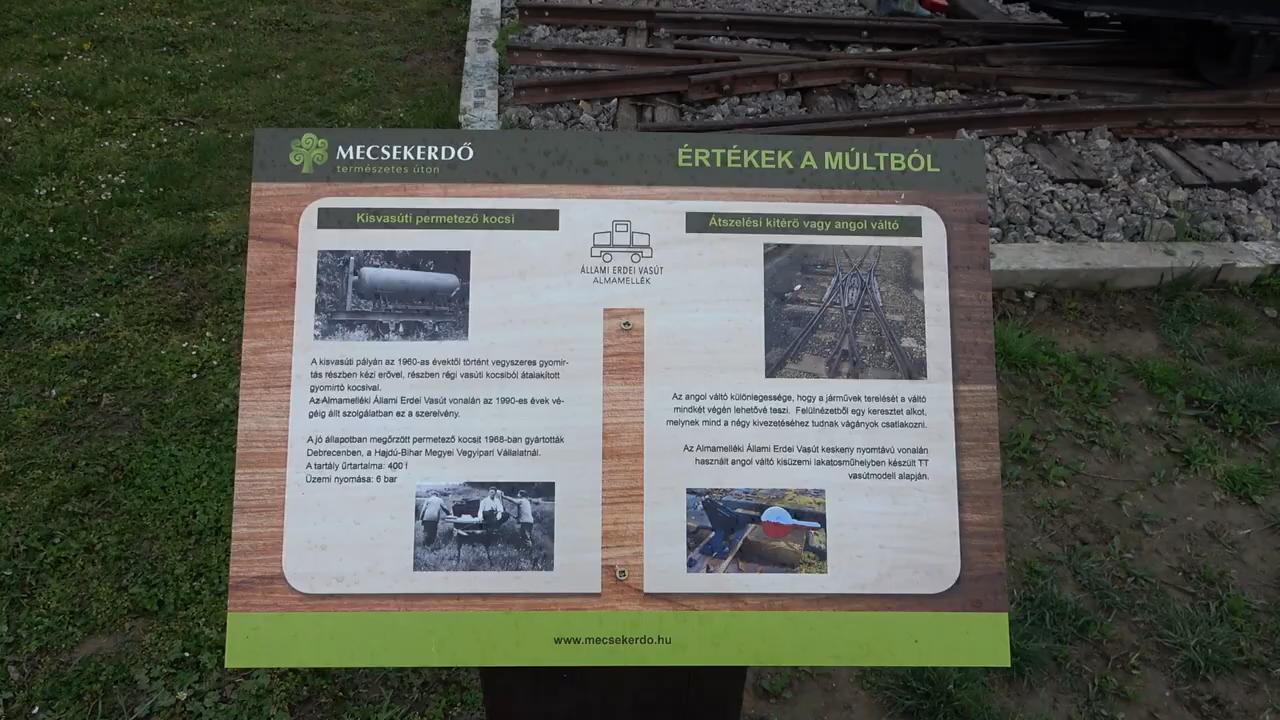 MECSEKERDŐ
természetes úton
ÉRTÉKEK A MÚLTBÓL
Kisvasúti permetező kocsi
A kisvasúti pályán az 1960-as évektől történt vegyszeres gyomir-
tás részben kézi erővel, részben régi vasúti kocsiból átalakított
gyomirtó kocsival.
Az Almamelléki Állami Erdei Vasút vonalán az 1990-es évek vé-
géig állt szolgálatban ez a szerelvény.
A jó állapotban megőrzött permetező kocsit 1968-ban gyártották
Debrecenben, a Hajdú-Bihar Megyei Vegyipari Vállalatnál.
A tartály űrtartalma: 400 l
Üzemi nyomása: 6 bar
ÁLLAMI ERDEI VASÚT
ALMAMELLÉK
Átszelési kitérő vagy angol váltó
Az angol váltó különlegessége, hogy a járművek terelését a váltó
mindkét végén lehetővé teszi. Felülnézetből egy keresztet alkot,
melynek mind a négy kivezetéséhez tudnak vágányok csatlakozni.
Az Almamelléki Állami Erdei Vasút keskeny nyomtávú vonalán
használt angol váltó kisüzemi lakatosműhelyben készült TT
vasútmodell alapján.
www.mecsekerdo.hu